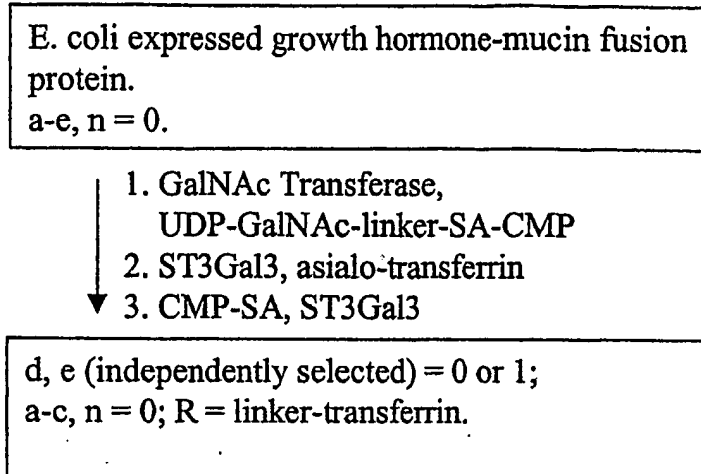 E. coli expressed growth hormone-mucin fusion
protein.
a-e, n = 0.
1. GalNAc Transferase,
UDP-GalNAc-linker-SA-CMP
2. ST3Gal3, asialo-transferrin
3. CMP-SA, ST3Gal3
d, e (independently selected) = 0 or 1;
a-c, n = 0; R = linker-transferrin.